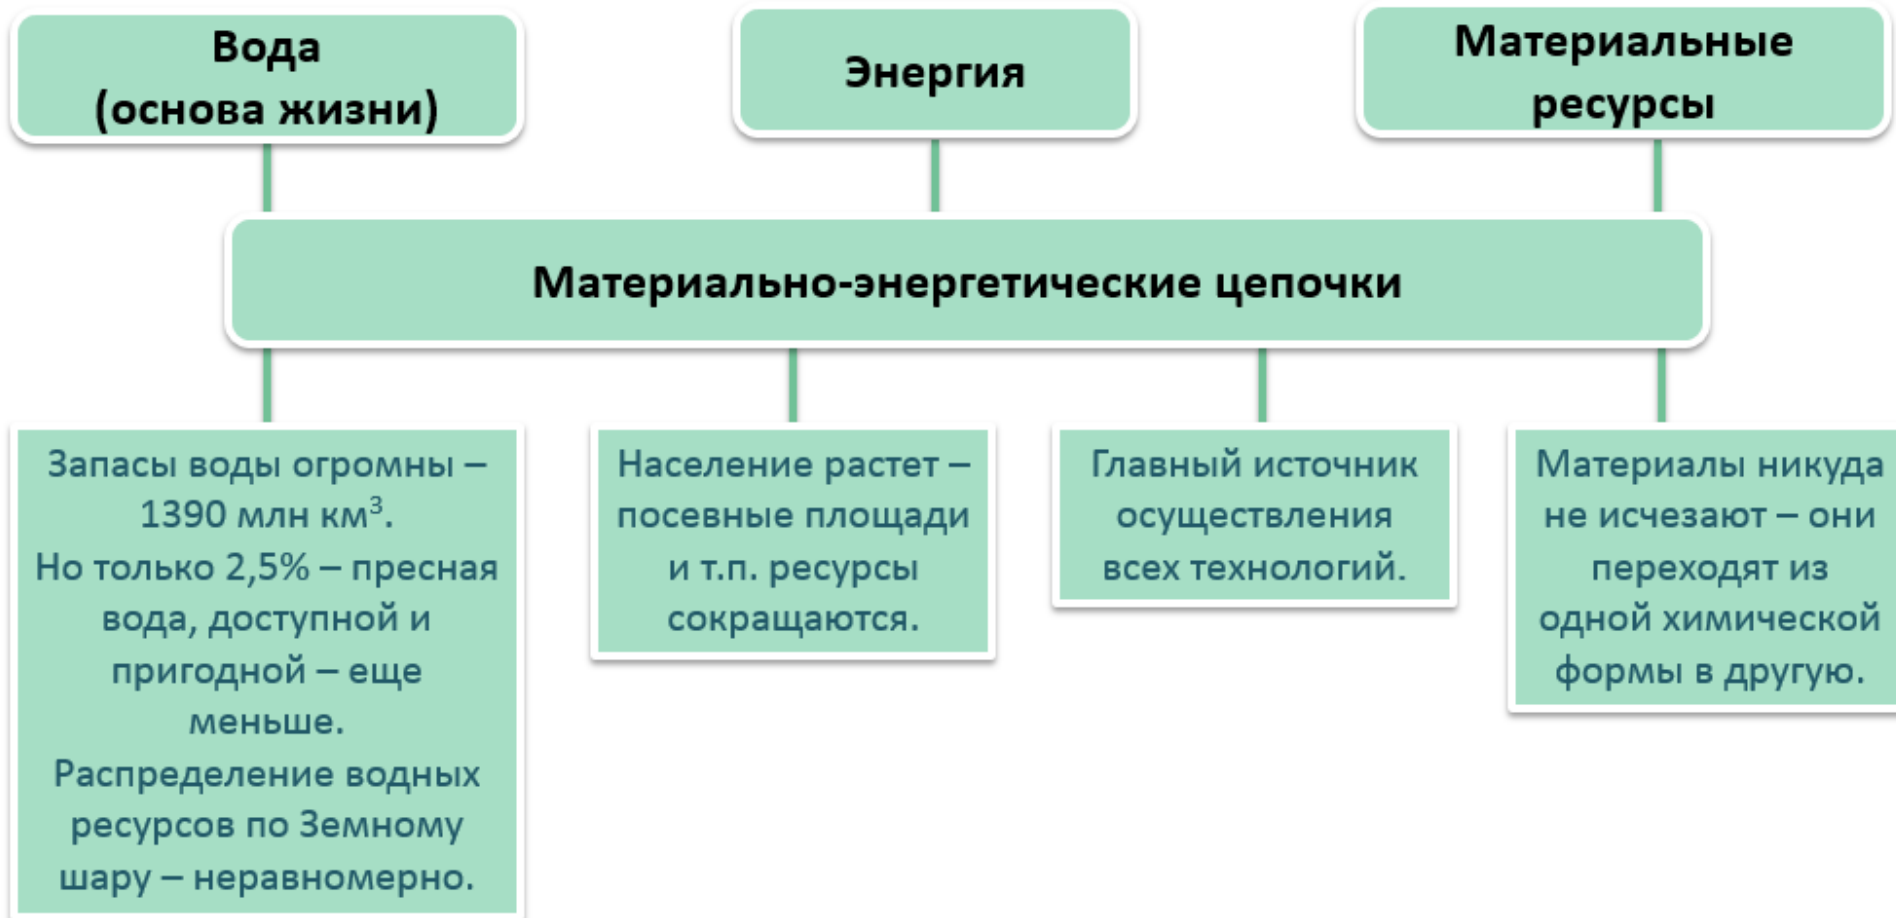 Вода
(основа жизни)
Энергия
Материальные
ресурсы
Материально-энергетические цепочки
Запасы воды огромны –
1390 млн км³.
Но только 2,5% – пресная
вода, доступной и
пригодной – еще
меньше.
Распределение водных
ресурсов по Земному
шару – неравномерно.
Население растет –
посевные площади
и т.п. ресурсы
сокращаются.
Главный источник
осуществления
всех технологий.
Материалы никуда
не исчезают – они
переходят из
одной химической
формы в другую.